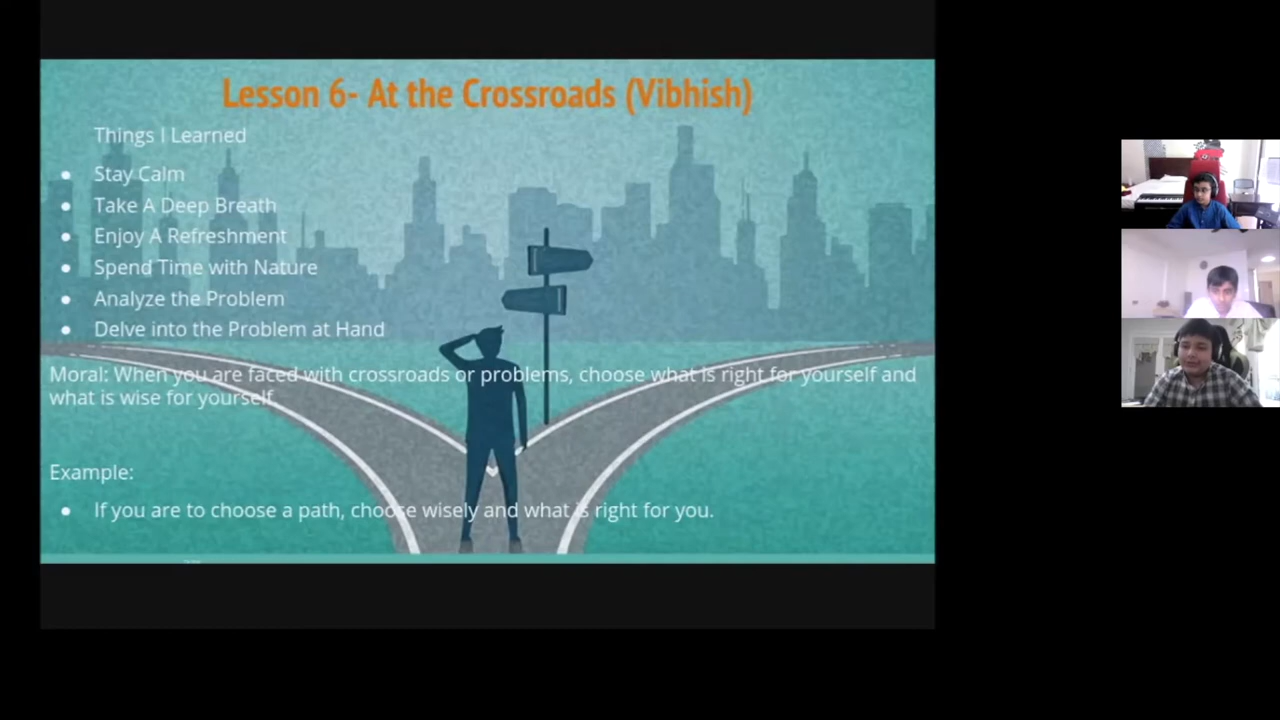 Lesson 6- At the Crossroads (Vibhish)
Things I Learned
● Stay Calm
● Take A Deep Breath
● Enjoy A Refreshment
● Spend Time with Nature
● Analyze the Problem
● Delve into the Problem at Hand
Moral: When you are faced with crossroads or problems, choose what is right for yourself and
what is wise for yourself
Example:
● If you are to choose a path, choose wisely and what is right for you.